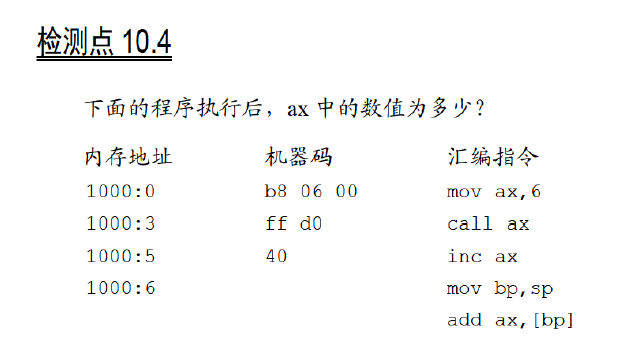 检测点 10.4
下面的程序执行后，ax 中的数值为多少？
内存地址 机器码 汇编指令
1000:0 b8 06 00 mov ax,6
1000:3 ff d0 call ax
1000:5 40 inc ax
1000:6 mov bp,sp
add ax,[bp]